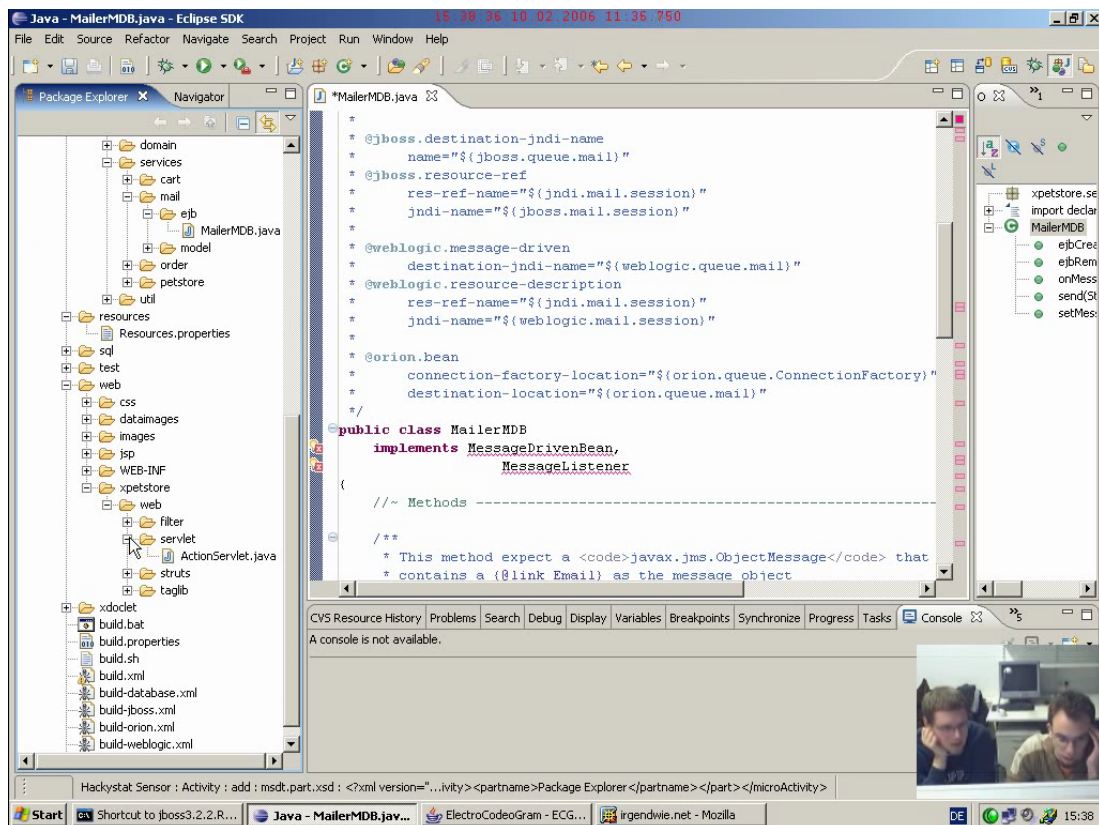 Java - MailerMDB.java - Eclipse SDK
15:38:36 10.02.2006 11:35.750
File Edit Source Refactor Navigate Search Project Run Window Help
Package Explorer
Navigator
domain
services
cart
mail
ejb
MailerMDB.java
model
order
petstore
util
resources
Resources.properties
sql
test
web
css
dataimages
images
jsp
WEB-INF
xpetstore
web
filter
servlet
ActionServlet.java
struts
taglib
xdoclet
build.bat
build.properties
build.sh
build.xml
build-database.xml
build-jboss.xml
build-orion.xml
build-weblogic.xml
*MailerMDB.java
*
* @jboss.destination-jndi-name
* name="${jboss.queue.mail}"
* @jboss.resource-ref
* res-ref-name="${jndi.mail.session}"
* jndi-name="${jboss.mail.session}"
*
* @weblogic.message-driven
* destination-jndi-name="${weblogic.queue.mail}"
* @weblogic.resource-description
* res-ref-name="${jndi.mail.session}"
* jndi-name="${weblogic.mail.session}"
*
* @orion.bean
* connection-factory-location="${orion.queue.ConnectionFactory}"
* destination-location="${orion.queue.mail}"
*/
public class MailerMDB
implements MessageDrivenBean,
MessageListener
{
//~ Methods ----------------------------------------------------
/**
* This method expect a <code>javax.jms.ObjectMessage</code> that
* contains a {@link Email} as the message object
O
»1
xpetstore.se
import declar
MailerMDB
ejbCrea
ejbRem
onMess
send(St
setMess
CVS Resource History Problems Search Debug Display Variables Breakpoints Synchronize Progress Tasks Console
»5
A console is not available.
Hackystat Sensor : Activity : add : msdt.part.xsd : <?xml version="...ivity><partname>Package Explorer</partname></part></microActivity>
Start
Shortcut to jboss3.2.2.R...
Java - MailerMDB.jav...
ElectroCodeoGram - ECG...
irgendwie.net - Mozilla
DE
15:38